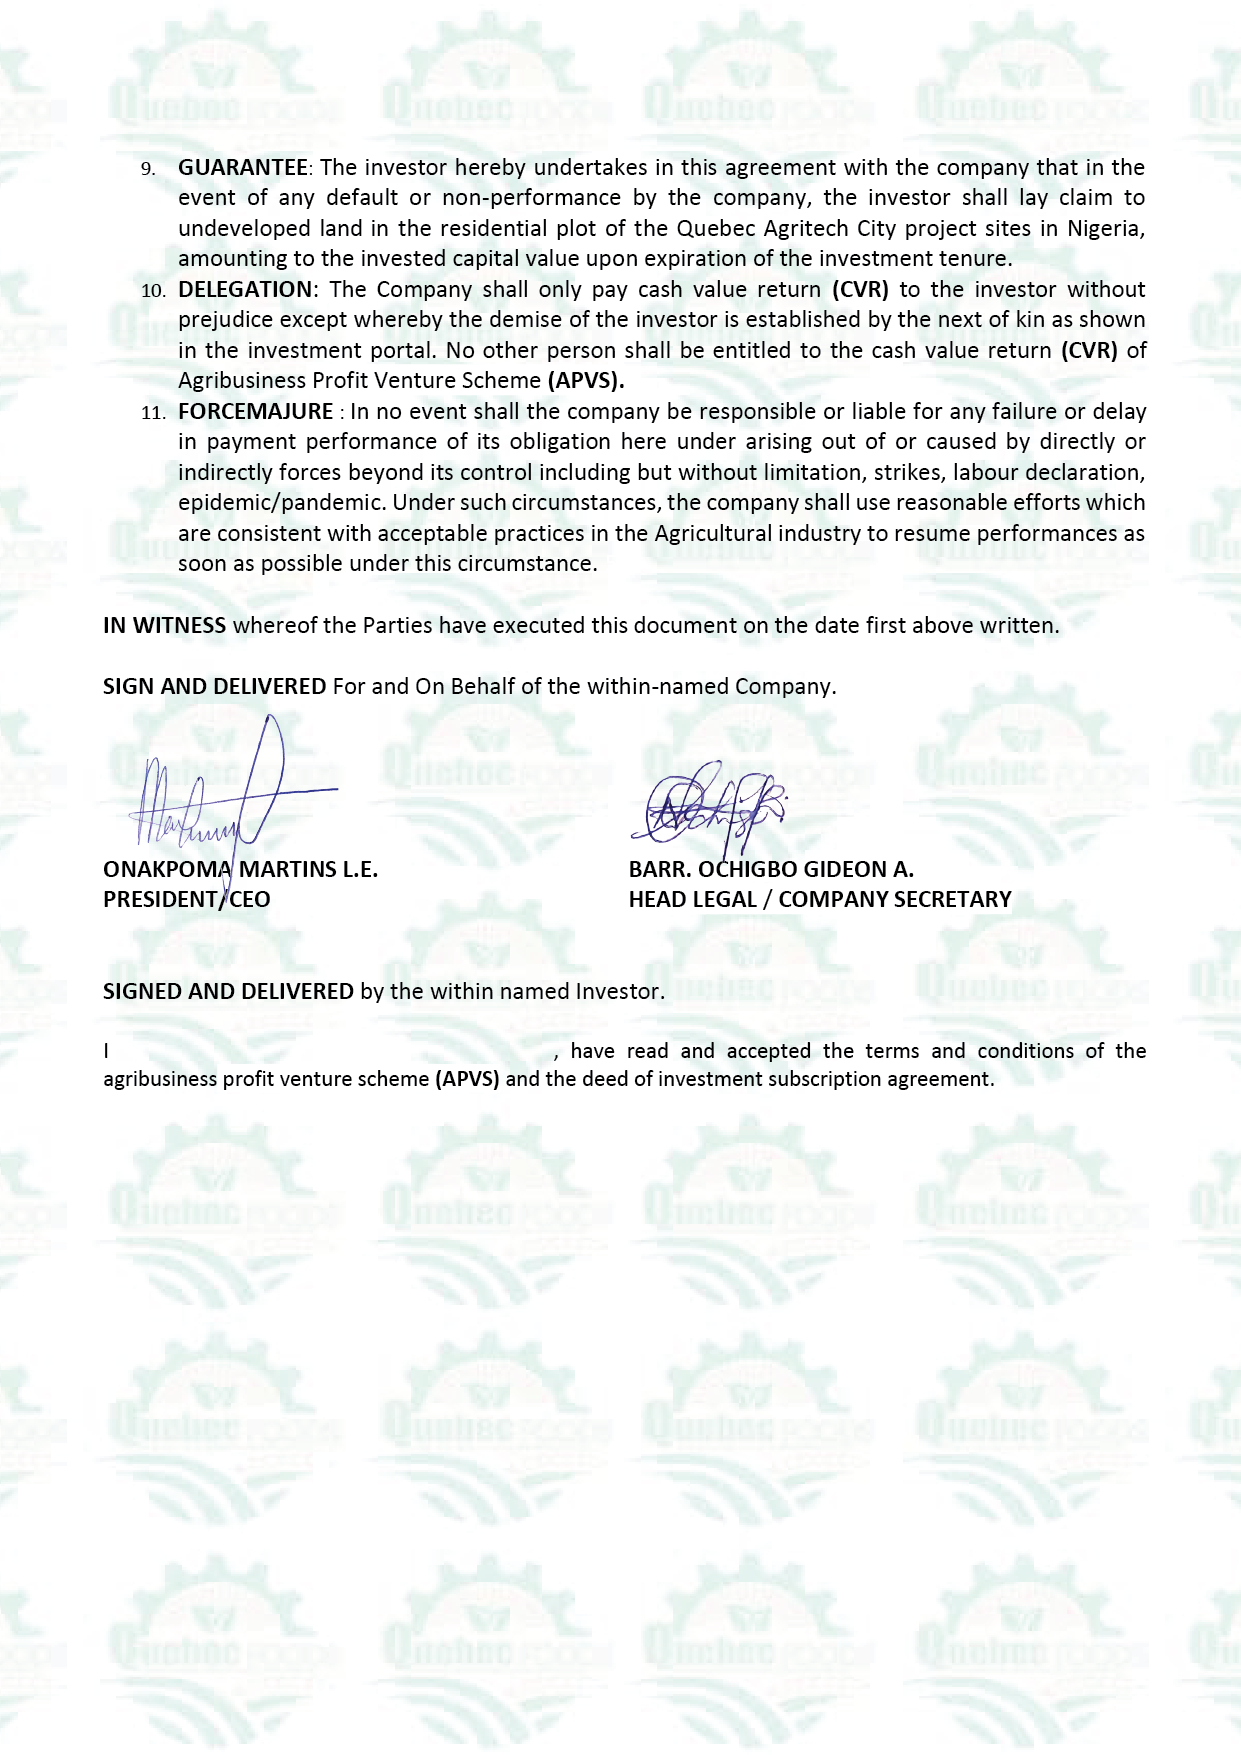 9. GUARANTEE: The investor hereby undertakes in this agreement with the company that in the
event of any default or non-performance by the company, the investor shall lay claim to
undeveloped land in the residential plot of the Quebec Agritech City project sites in Nigeria,
amounting to the invested capital value upon expiration of the investment tenure.
10. DELEGATION: The Company shall only pay cash value return (CVR) to the investor without
prejudice except whereby the demise of the investor is established by the next of kin as shown
in the investment portal. No other person shall be entitled to the cash value return (CVR) of
Agribusiness Profit Venture Scheme (APVS).
11. FORCEMAJURE : In no event shall the company be responsible or liable for any failure or delay
in payment performance of its obligation here under arising out of or caused by directly or
indirectly forces beyond its control including but without limitation, strikes, labour declaration,
epidemic/pandemic. Under such circumstances, the company shall use reasonable efforts which
are consistent with acceptable practices in the Agricultural industry to resume performances as
soon as possible under this circumstance.
IN WITNESS whereof the Parties have executed this document on the date first above written.
SIGN AND DELIVERED For and On Behalf of the within-named Company.
ONAKPOMA MARTINS L.E. BARR. OCHIGBO GIDEON A.
PRESIDENT/CEO HEAD LEGAL / COMPANY SECRETARY
SIGNED AND DELIVERED by the within named Investor.
I , have read and accepted the terms and conditions of the
agribusiness profit venture scheme (APVS) and the deed of investment subscription agreement.